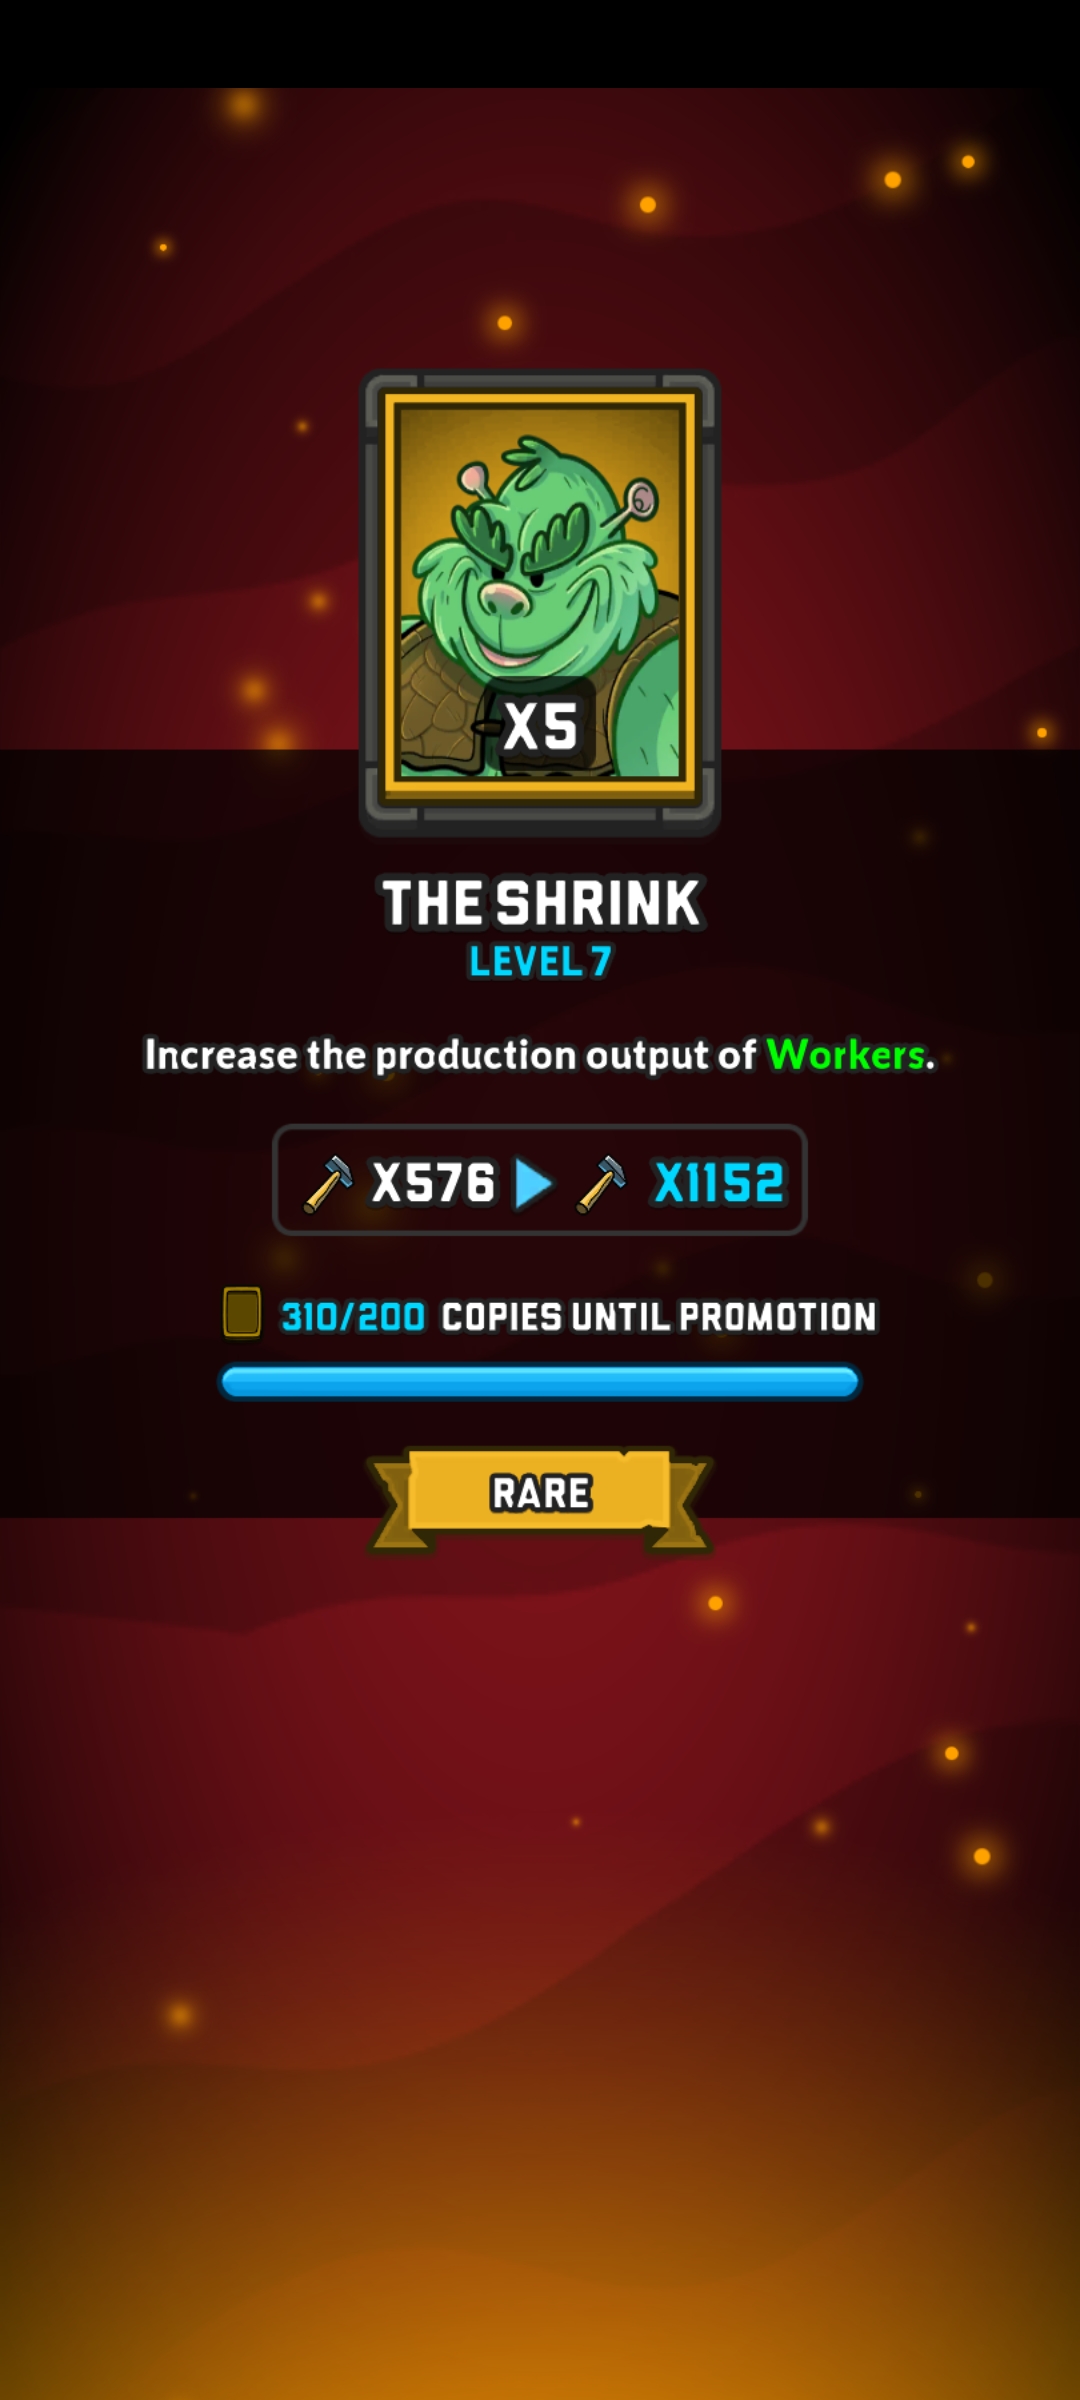 X5
THE SHRINK
LEVEL 7
Increase the production output of Workers.
X576 X1152
310/200 COPIES UNTIL PROMOTION
RARE